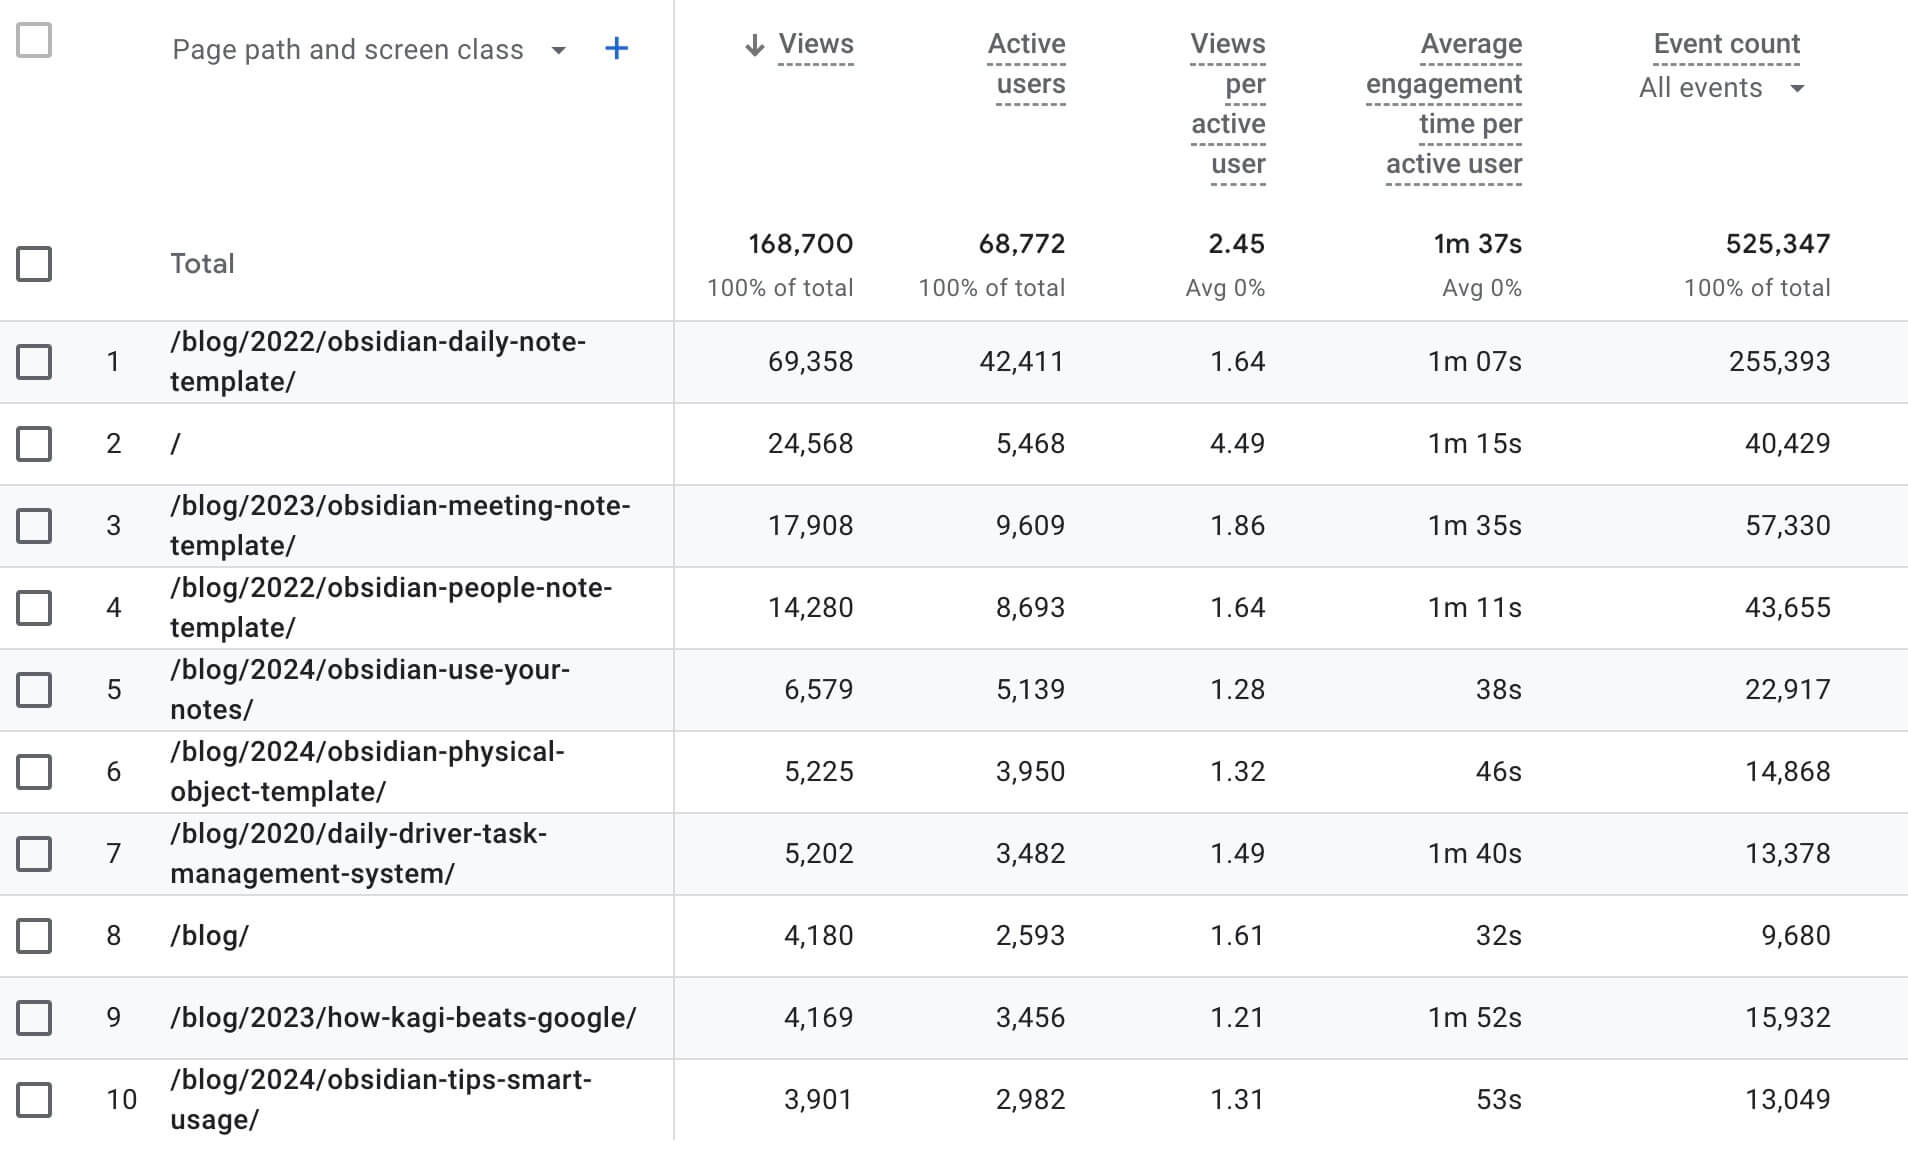 Page path and screen class +
Views Active users Views per active user Average engagement time per active user Event count All events
Total 168,700 68,772 2.45 1m 37s 525,347
100% of total 100% of total Avg 0% Avg 0% 100% of total
1 /blog/2022/obsidian-daily-note-template/ 69,358 42,411 1.64 1m 07s 255,393
2 / 24,568 5,468 4.49 1m 15s 40,429
3 /blog/2023/obsidian-meeting-note-template/ 17,908 9,609 1.86 1m 35s 57,330
4 /blog/2022/obsidian-people-note-template/ 14,280 8,693 1.64 1m 11s 43,655
5 /blog/2024/obsidian-use-your-notes/ 6,579 5,139 1.28 38s 22,917
6 /blog/2024/obsidian-physical-object-template/ 5,225 3,950 1.32 46s 14,868
7 /blog/2020/daily-driver-task-management-system/ 5,202 3,482 1.49 1m 40s 13,378
8 /blog/ 4,180 2,593 1.61 32s 9,680
9 /blog/2023/how-kagi-beats-google/ 4,169 3,456 1.21 1m 52s 15,932
10 /blog/2024/obsidian-tips-smart-usage/ 3,901 2,982 1.31 53s 13,049